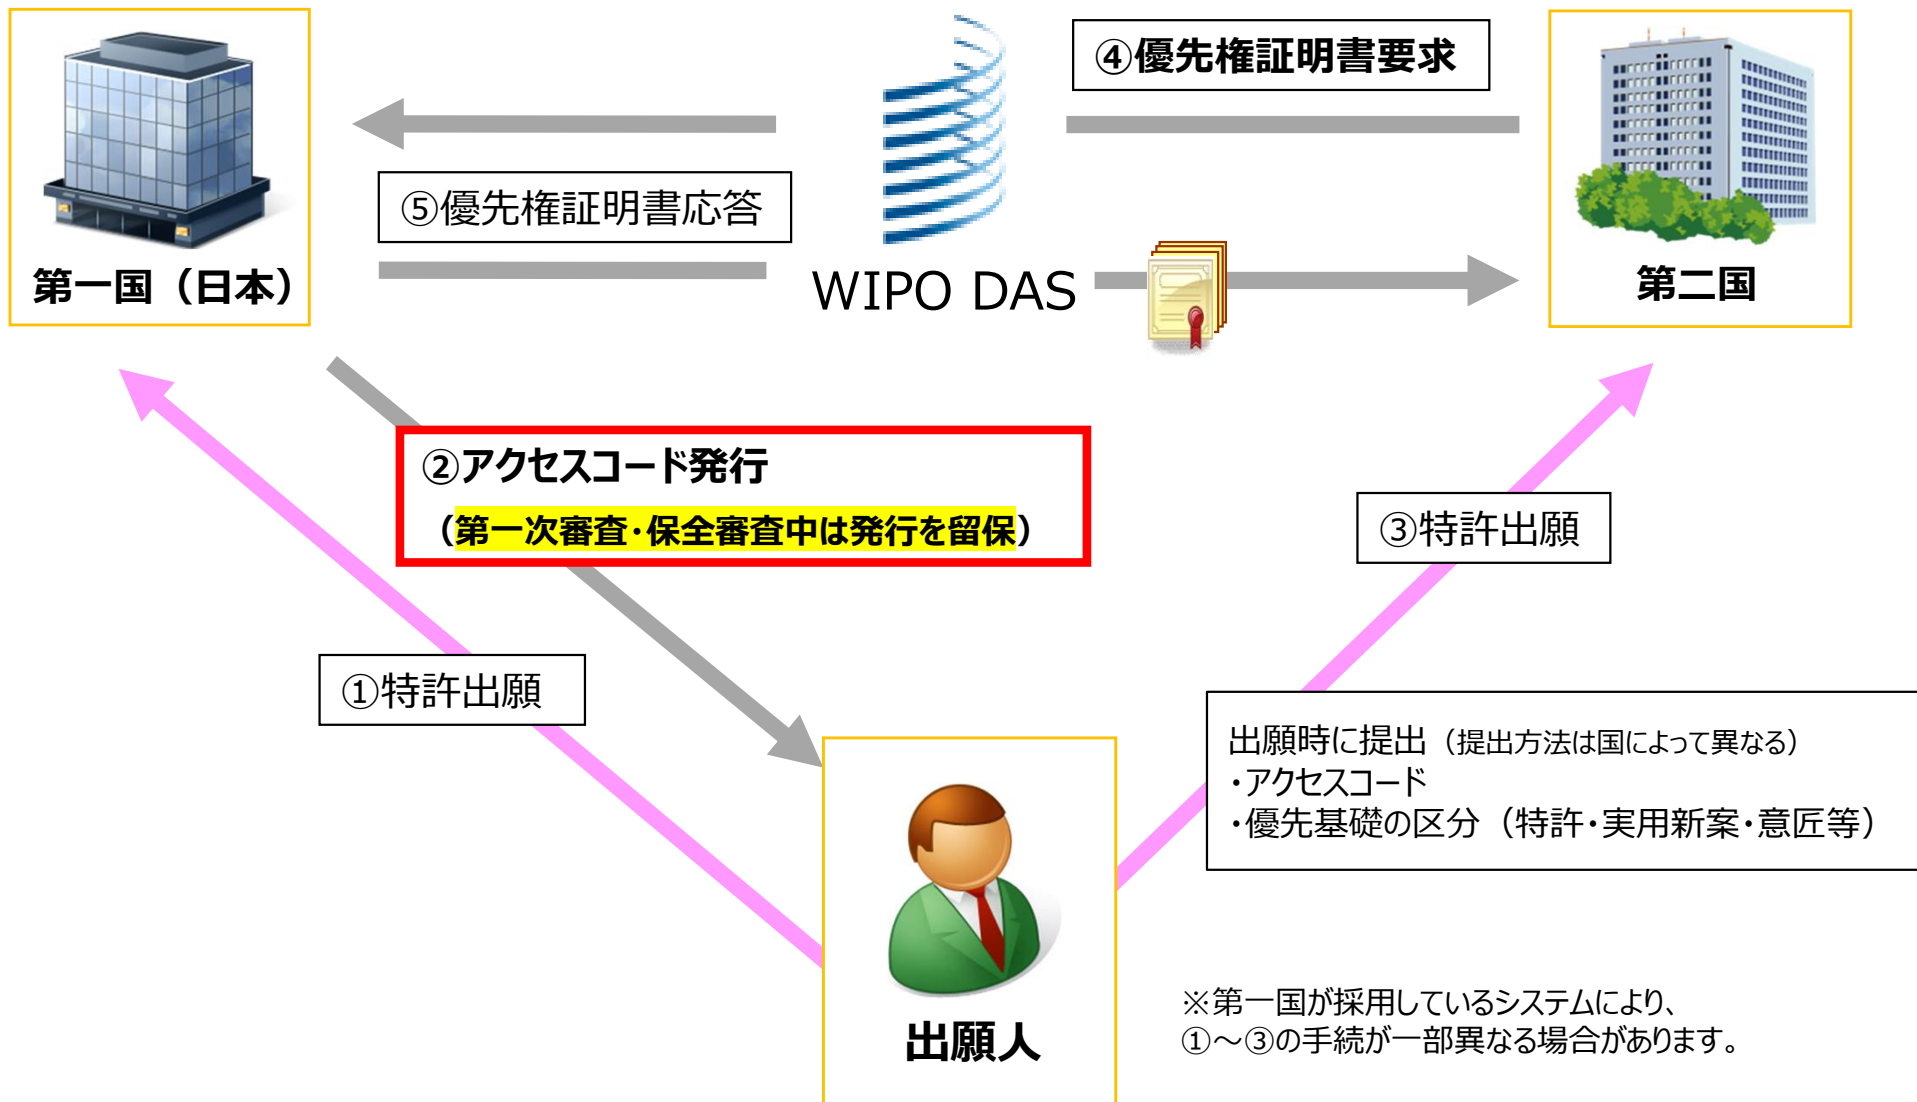 ④優先権証明書要求
⑤優先権証明書応答
第一国（日本）
WIPO DAS
第二国
②アクセスコード発行
（第一次審査・保全審査中は発行を留保）
③特許出願
①特許出願
出願時に提出（提出方法は国によって異なる）
・アクセスコード
・優先基礎の区分（特許・実用新案・意匠等）
出願人
※第一国が採用しているシステムにより、
①～③の手続が一部異なる場合があります。